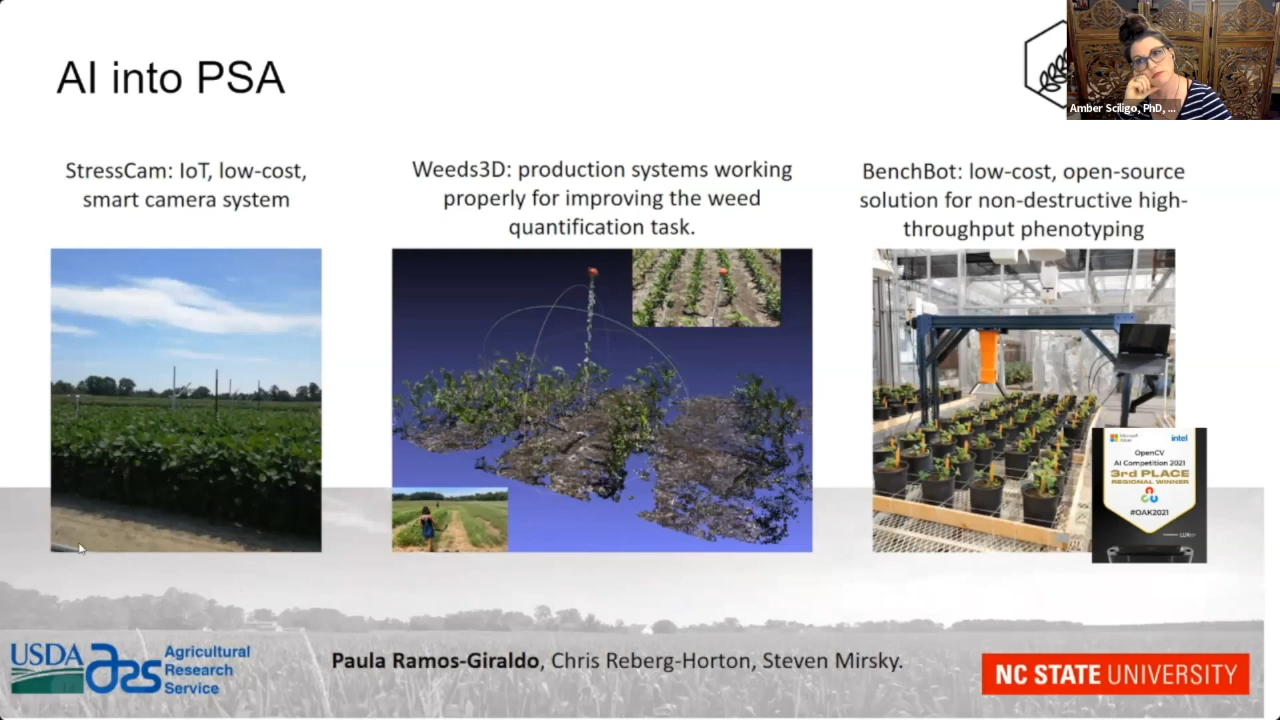 AI into PSA
Amber Sciligo, PhD, ...
StressCam: IoT, low-cost,
smart camera system
Weeds3D: production systems working
properly for improving the weed
quantification task.
BenchBot: low-cost, open-source
solution for non-destructive high-
throughput phenotyping
Microsoft
intel
OpenCV
AI Competition 2021
3rd PLACE
REGIONAL WINNER
#OAK2021
USDA ars Agricultural
Research
Service
Paula Ramos-Giraldo, Chris Reberg-Horton, Steven Mirsky.
NC STATE UNIVERSITY